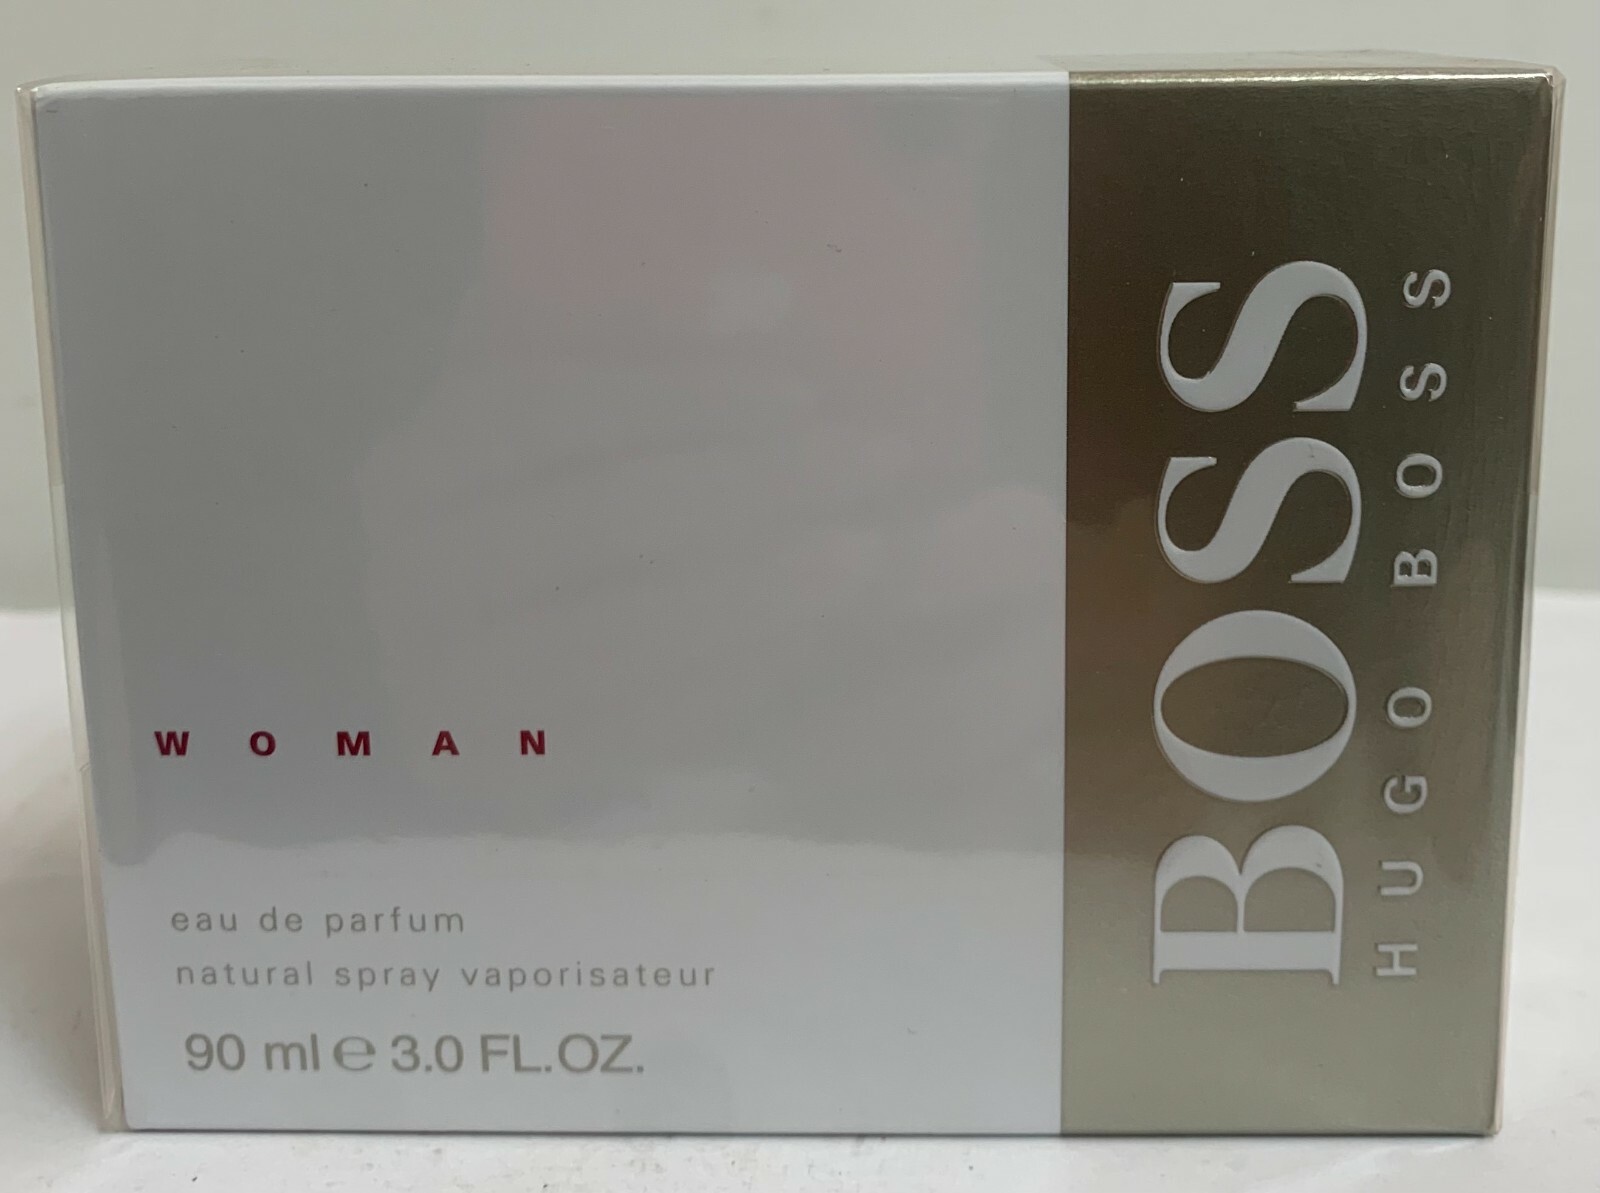 WOMAN
eau de parfum
natural spray vaporisateur
90 ml ℮ 3.0 FL.OZ.
BOSS
HUGO BOSS